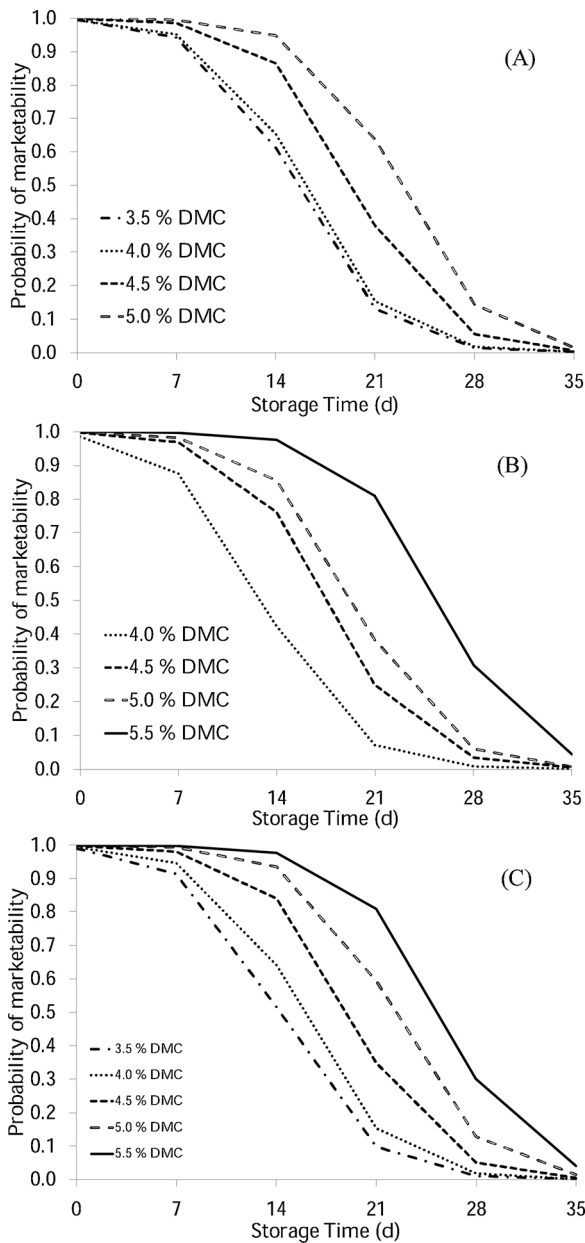 (A)
Probability of marketability
1.0
0.9
0.8
0.7
0.6
0.5
0.4
0.3
0.2
0.1
0.0
3.5 % DMC
4.0 % DMC
4.5 % DMC
5.0 % DMC
0 7 14 21 28 35
Storage Time (d)
(B)
Probability of marketability
1.0
0.9
0.8
0.7
0.6
0.5
0.4
0.3
0.2
0.1
0.0
4.0 % DMC
4.5 % DMC
5.0 % DMC
5.5 % DMC
0 7 14 21 28 35
Storage Time (d)
(C)
Probability of marketability
1.0
0.9
0.8
0.7
0.6
0.5
0.4
0.3
0.2
0.1
0.0
3.5 % DMC
4.0 % DMC
4.5 % DMC
5.0 % DMC
5.5 % DMC
0 7 14 21 28 35
Storage Time (d)